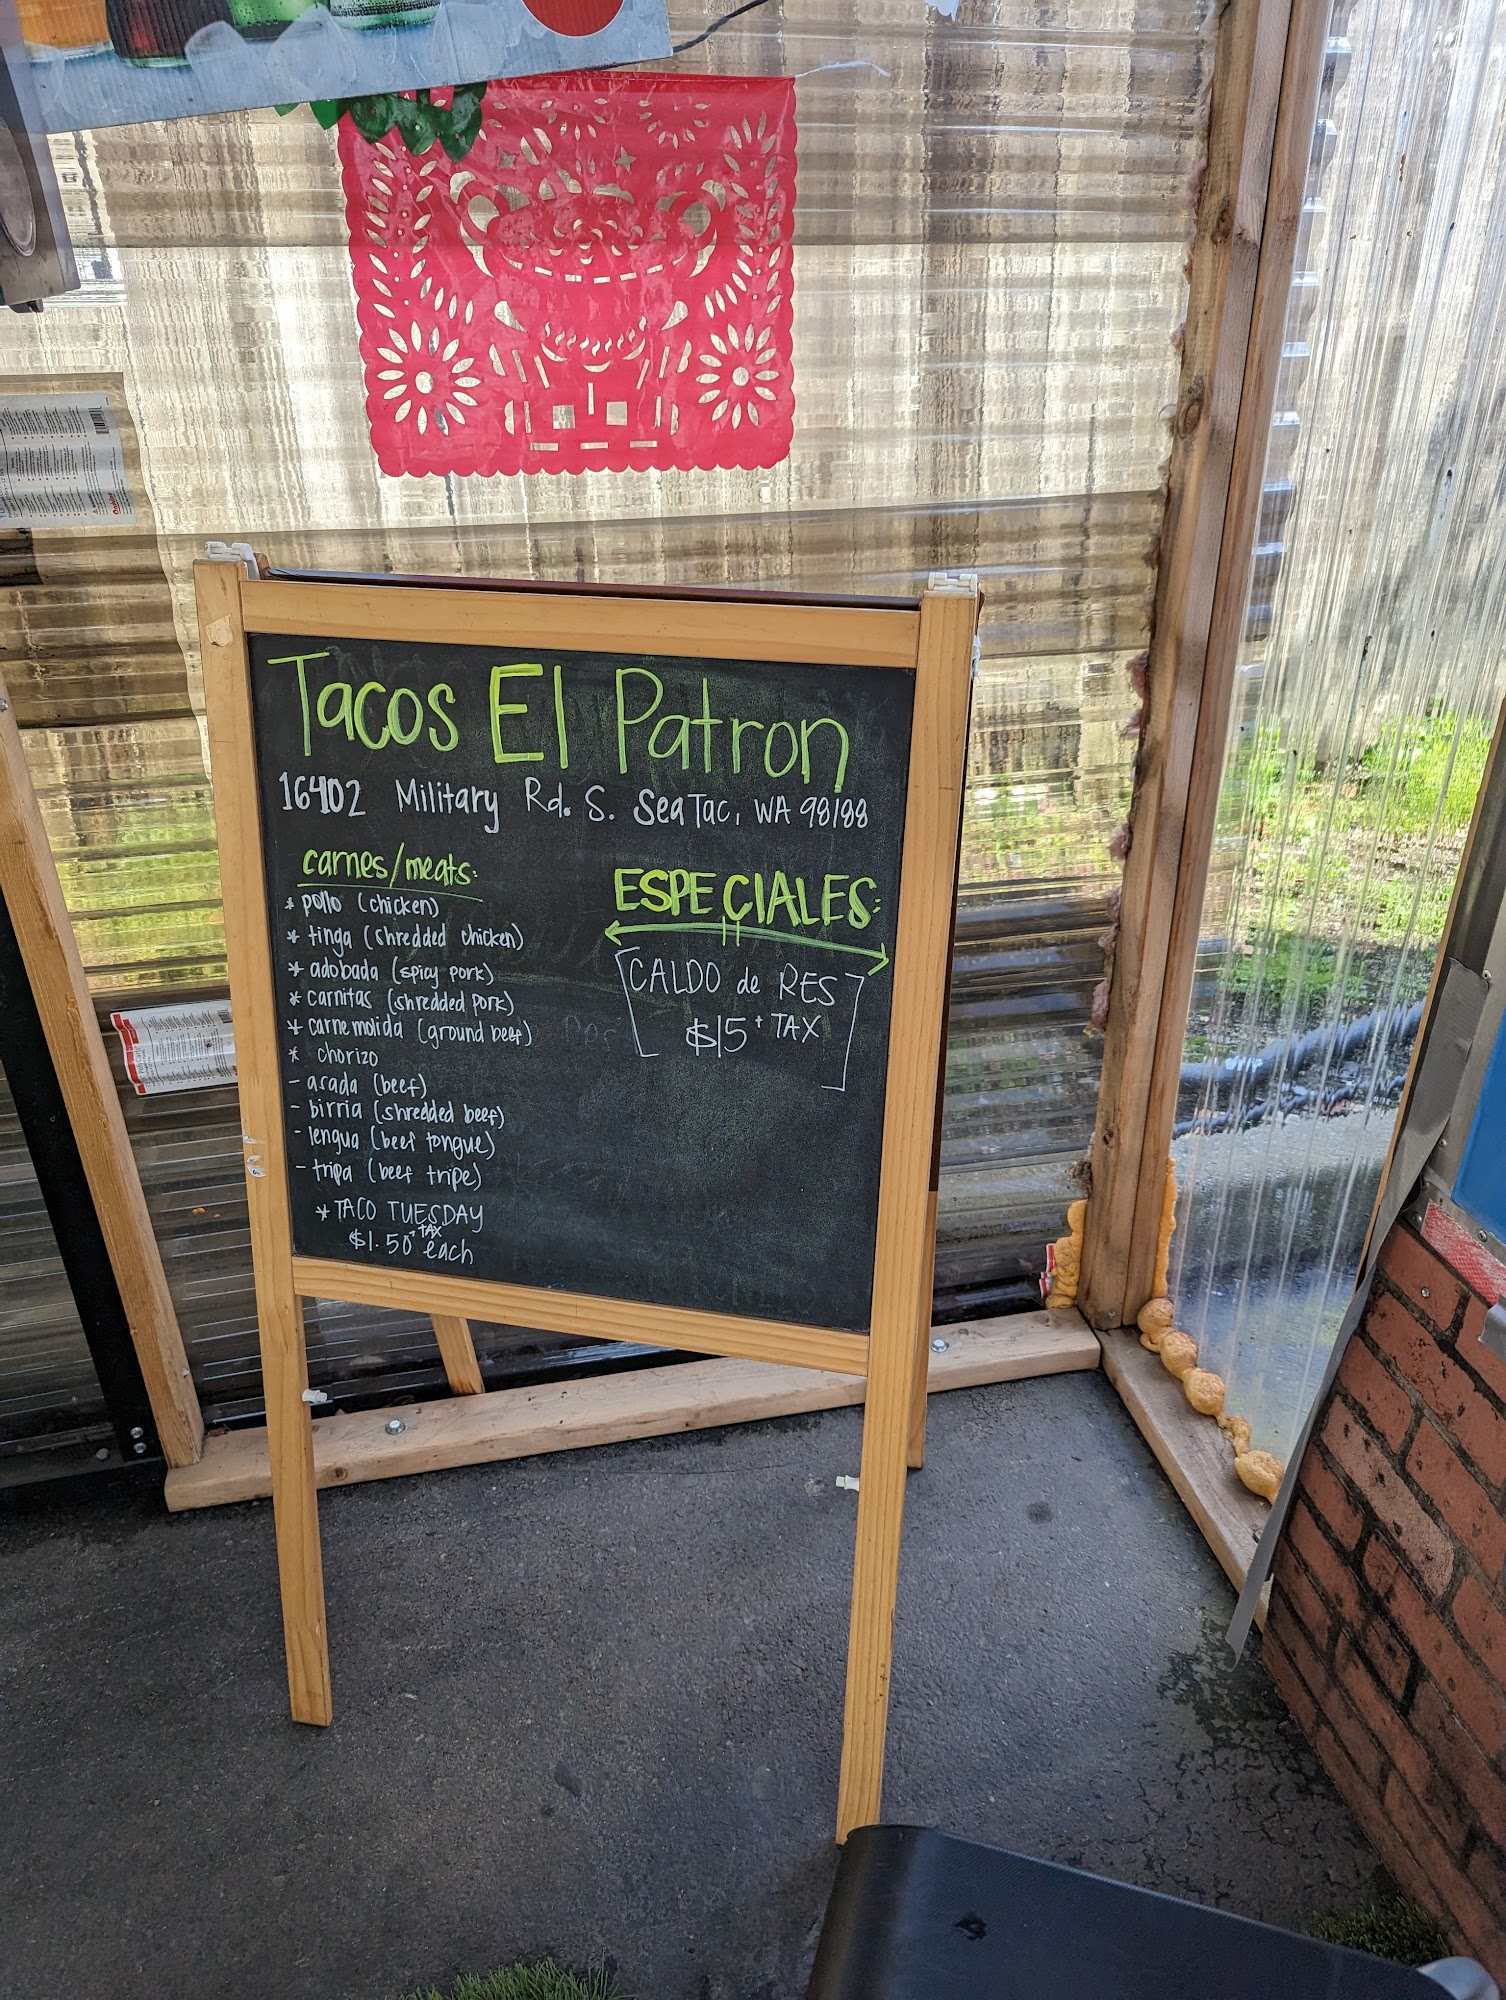 Tacos El Patron
16402 Military Rd. S. SeaTac, WA 98188
carnes/meats:
* pollo (chicken)
* tinga (shredded chicken)
* adobada (spicy pork)
* carnitas (shredded pork)
* carne molida (ground beef)
* chorizo
- asada (beef)
- birria (shredded beef)
- lengua (beef tongue)
- tripa (beef tripe)
* TACO TUESDAY
$1.50 + TAX each
ESPECIALES:
CALDO de RES
$15 + TAX